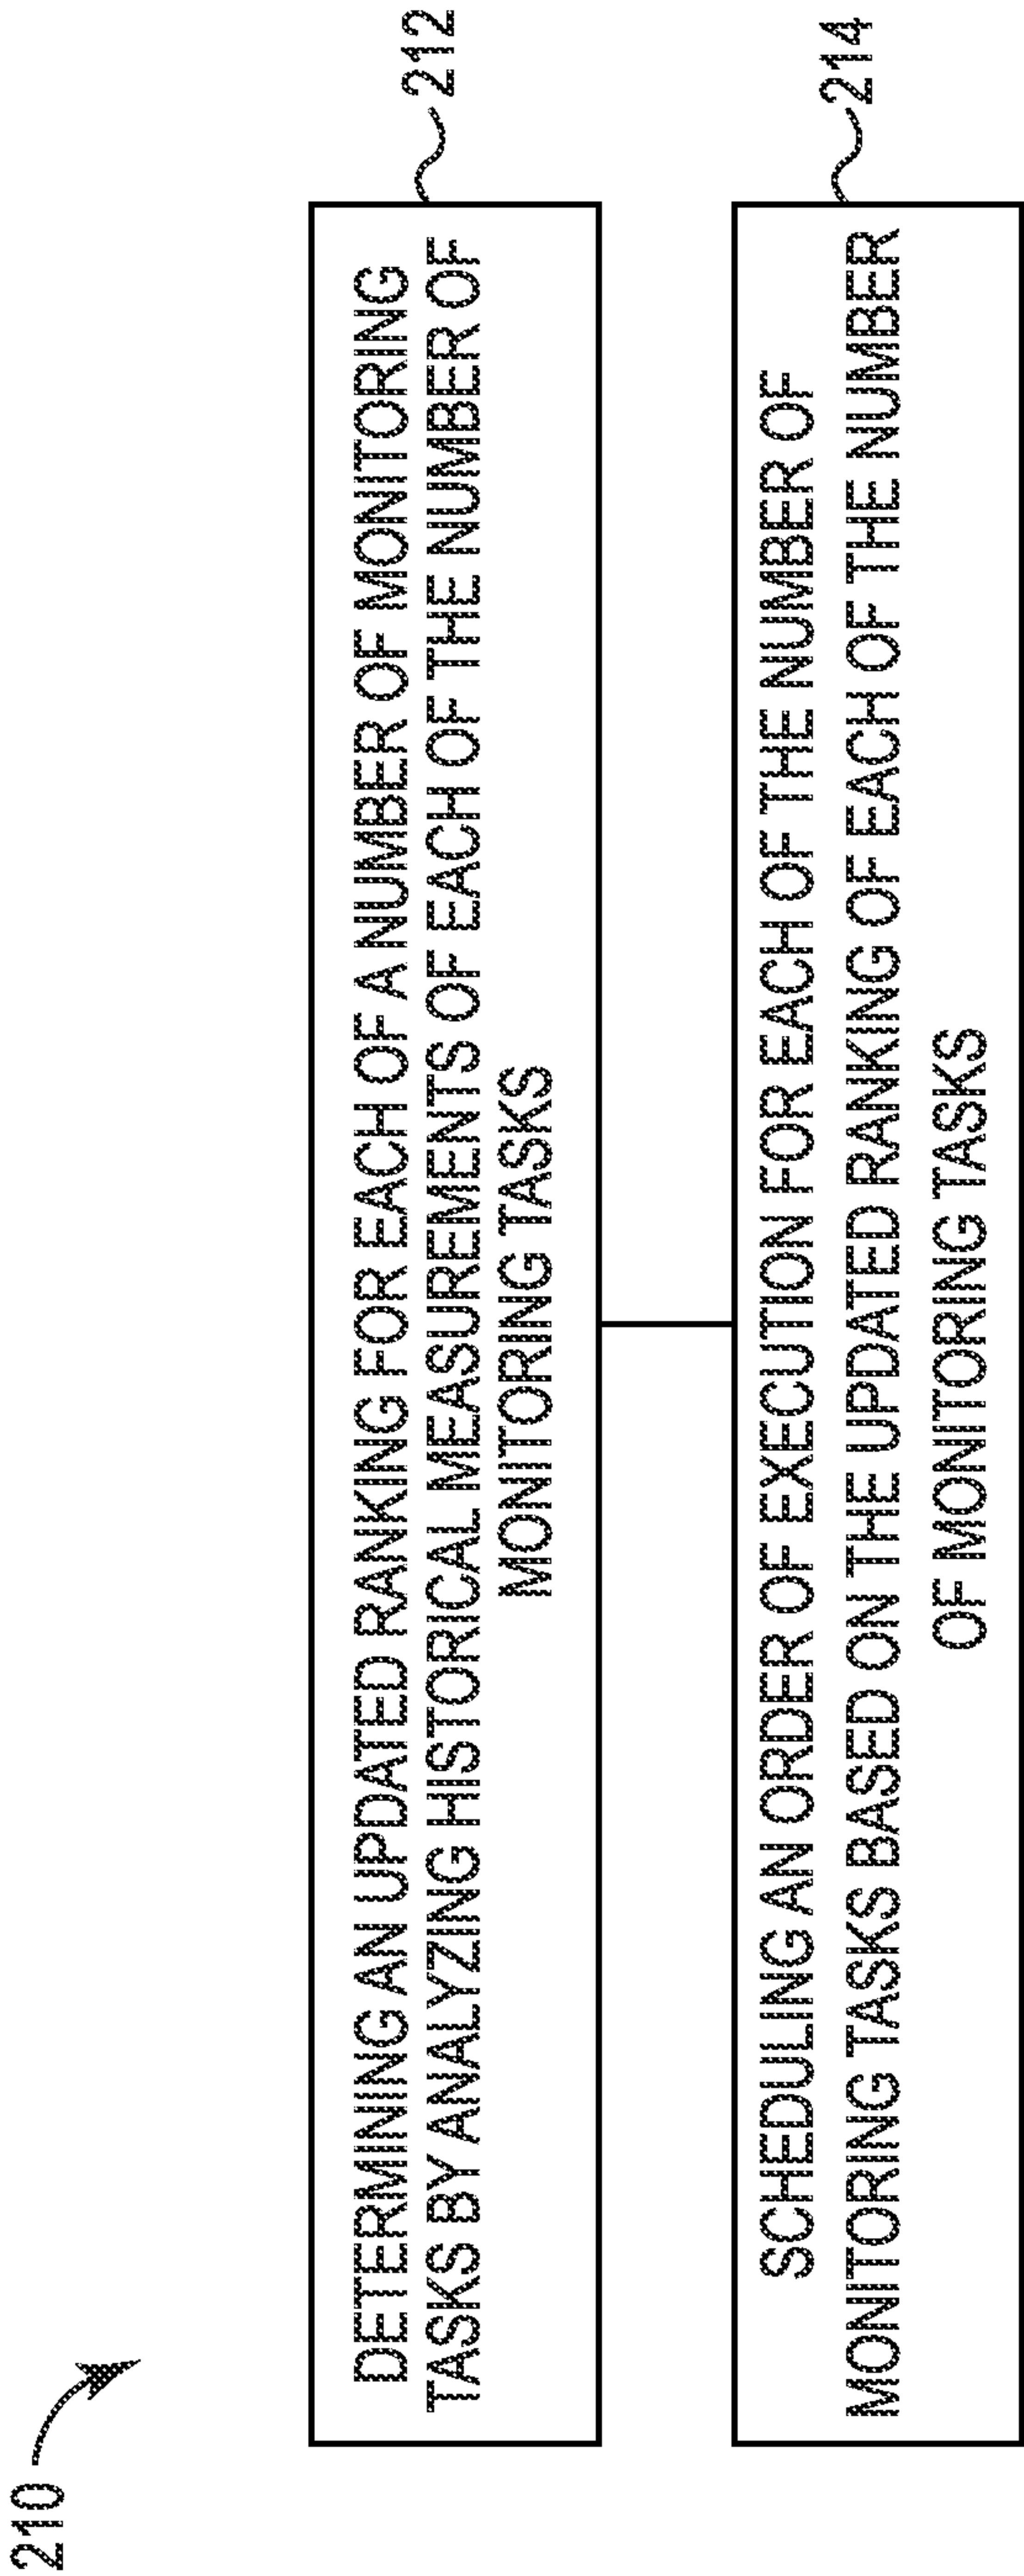 210
DETERMINING AN UPDATED RANKING FOR EACH OF A NUMBER OF MONITORING
TASKS BY ANALYZING HISTORICAL MEASUREMENTS OF EACH OF THE NUMBER OF
MONITORING TASKS
212
SCHEDULING AN ORDER OF EXECUTION FOR EACH OF THE NUMBER OF
MONITORING TASKS BASED ON THE UPDATED RANKING OF EACH OF THE NUMBER
OF MONITORING TASKS
214